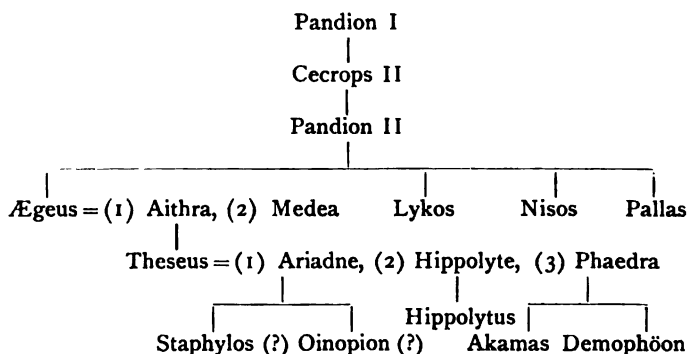 Pandion I
Cecrops II
Pandion II
Ægeus = (1) Aithra, (2) Medea Lykos Nisos Pallas
Theseus = (1) Ariadne, (2) Hippolyte, (3) Phaedra
Hippolytus
Staphylos (?) Oinopion (?) Akamas Demophöon